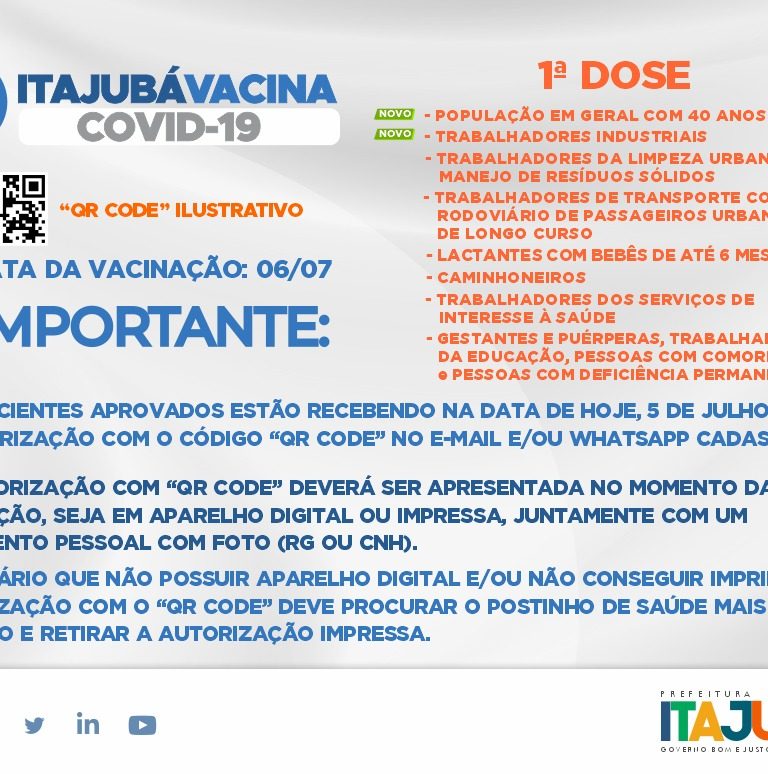 ITAJUBÁVACINA
COVID-19
"QR CODE" ILUSTRATIVO
ATA DA VACINAÇÃO: 06/07
MPORTANTE:
1ª DOSE
NOVO - POPULAÇÃO EM GERAL COM 40 ANOS
NOVO - TRABALHADORES INDUSTRIAIS
- TRABALHADORES DA LIMPEZA URBAN
MANEJO DE RESÍDUOS SÓLIDOS
- TRABALHADORES DE TRANSPORTE CO
RODOVIÁRIO DE PASSAGEIROS URBAN
DE LONGO CURSO
- LACTANTES COM BEBÊS DE ATÉ 6 MES
- CAMINHONEIROS
- TRABALHADORES DOS SERVIÇOS DE
INTERESSE À SAÚDE
- GESTANTES E PUÉRPERAS, TRABALHA
DA EDUCAÇÃO, PESSOAS COM COMOR
e PESSOAS COM DEFICIÊNCIA PERMAN
CIENTES APROVADOS ESTÃO RECEBENDO NA DATA DE HOJE, 5 DE JULHO
RIZAÇÃO COM O CÓDIGO "QR CODE" NO E-MAIL E/OU WHATSAPP CADAS
ORIZAÇÃO COM "QR CODE" DEVERÁ SER APRESENTADA NO MOMENTO DA
ÇÃO, SEJA EM APARELHO DIGITAL OU IMPRESSA, JUNTAMENTE COM UM
ENTO PESSOAL COM FOTO (RG OU CNH).
ÁRIO QUE NÃO POSSUIR APARELHO DIGITAL E/OU NÃO CONSEGUIR IMPRI
ZAÇÃO COM O "QR CODE" DEVE PROCURAR O POSTINHO DE SAÚDE MAIS
O E RETIRAR A AUTORIZAÇÃO IMPRESSA.
PREFEITURA
ITAJU
GOVERNO BOM E JUSTO